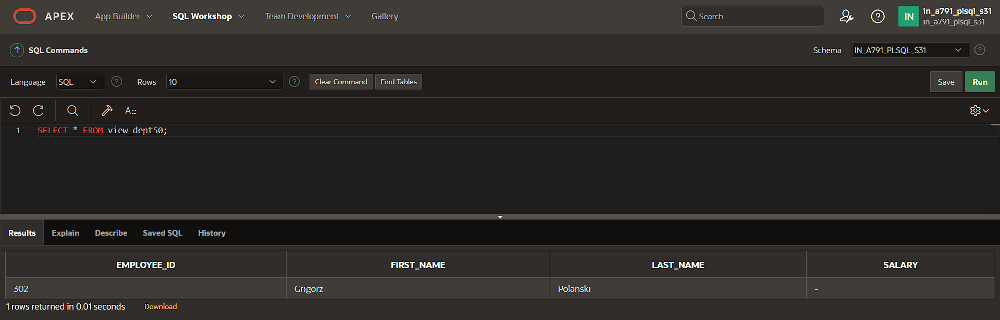 APEX App Builder SQL Workshop Team Development Gallery Search IN in_a791_plsql_s31
in_a791_plsql_s31
SQL Commands Schema IN_A791_PLSQL_S31
Language SQL Rows 10 Clear Command Find Tables Save Run
A::
1 SELECT * FROM view_dept50;
Results Explain Describe Saved SQL History
EMPLOYEE_ID FIRST_NAME LAST_NAME SALARY
302 Grigorz Polanski -
1 rows returned in 0.01 seconds Download